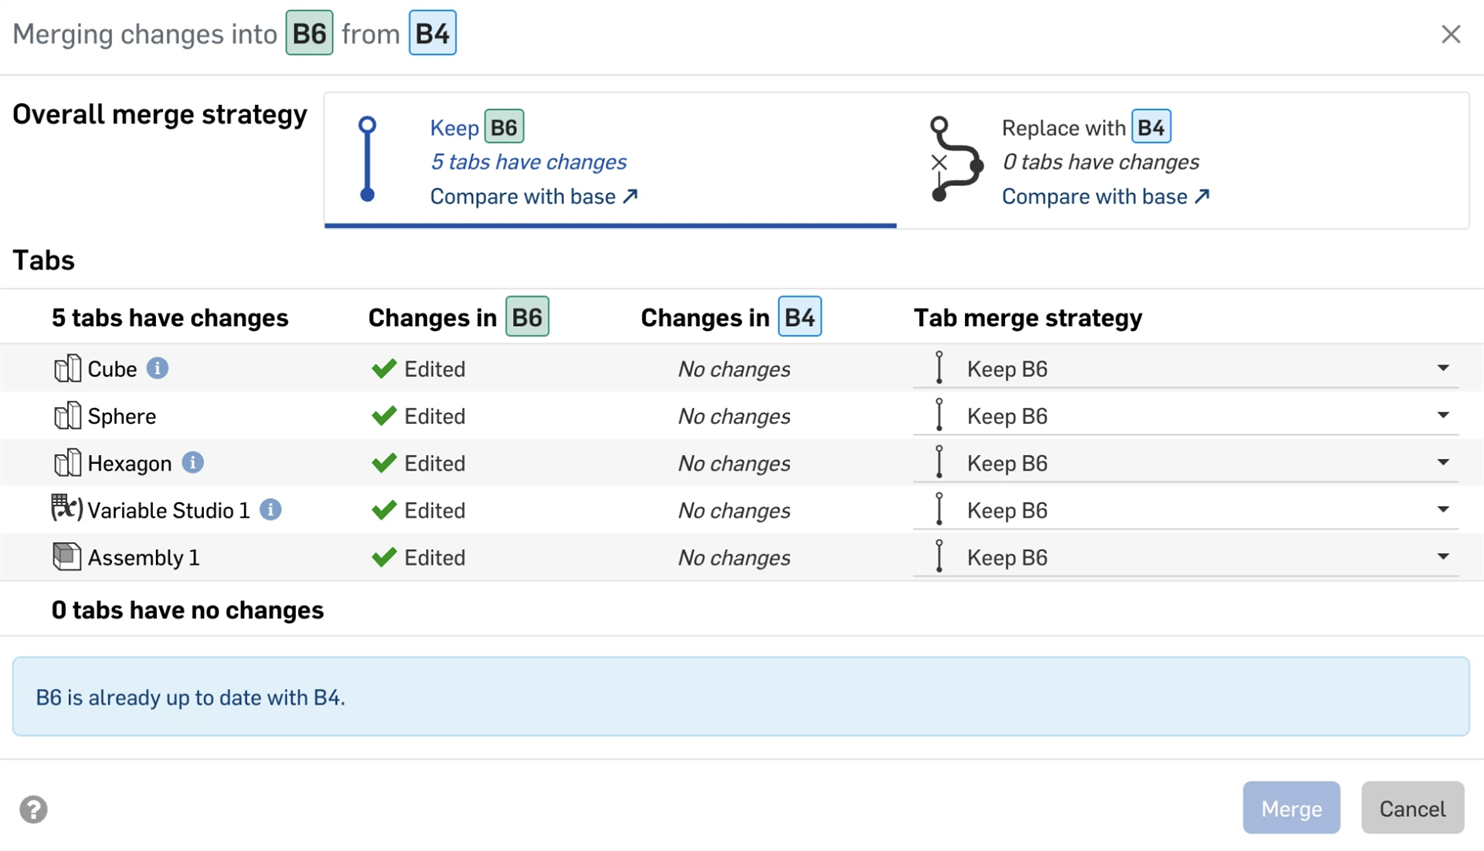 Merging changes into B6 from B4
Overall merge strategy
Keep B6
5 tabs have changes
Compare with base ↗
Replace with B4
0 tabs have changes
Compare with base ↗
Tabs
5 tabs have changes Changes in B6 Changes in B4 Tab merge strategy
Cube i Edited No changes Keep B6
Sphere Edited No changes Keep B6
Hexagon i Edited No changes Keep B6
(x) Variable Studio 1 i Edited No changes Keep B6
Assembly 1 Edited No changes Keep B6
0 tabs have no changes
B6 is already up to date with B4.
? Merge Cancel